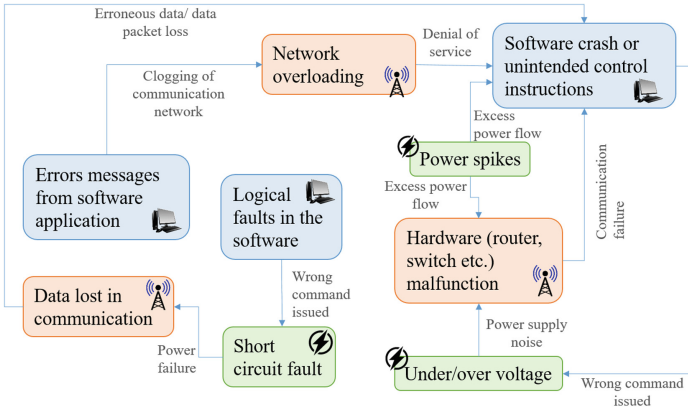 Erroneous data/ data
packet loss
Network
overloading
Denial of
service
Software crash or
unintended control
instructions
Clogging of
communication
network
Excess
power flow
Power spikes
Errors messages
from software
application
Logical
faults in the
software
Excess power
flow
Communication
failure
Hardware (router,
switch etc.)
malfunction
Wrong
command
issued
Data lost in
communication
Power
failure
Short
circuit fault
Power supply
noise
Under/over voltage
Wrong command
issued